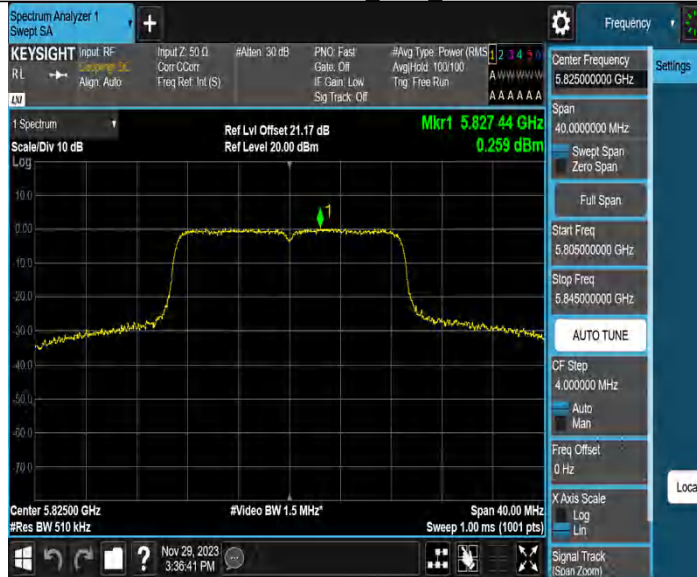 Spectrum Analyzer 1
Swept SA
Frequency
KEYSIGHT
Input: RF
Input Z: 50 Ω
#Atten: 30 dB
PNO: Fast
#Avg Type: Power (RMS
1 2 3 4 5 6
RL
Align: Auto
Corr CCorr
Freq Ref: Int (S)
Gate: Off
IF Gain: Low
Sig Track: Off
Avg|Hold: 100/100
Trig: Free Run
A W W W W W
A A A A A A
LXI
1 Spectrum
Scale/Div 10 dB
Log
Ref Lvl Offset 21.17 dB
Ref Level 20.00 dBm
Mkr1 5.827 44 GHz
0.259 dBm
1
10.0
0.00
-10.0
-20.0
-30.0
-40.0
-50.0
-60.0
-70.0
Center 5.82500 GHz
#Video BW 1.5 MHz*
Span 40.00 MHz
#Res BW 510 kHz
Sweep 1.00 ms (1001 pts)
Nov 29, 2023
3:36:41 PM
?
Center Frequency
5.825000000 GHz
Settings
Span
40.0000000 MHz
Swept Span
Zero Span
Full Span
Start Freq
5.805000000 GHz
Stop Freq
5.845000000 GHz
AUTO TUNE
CF Step
4.000000 MHz
Auto
Man
Freq Offset
0 Hz
X Axis Scale
Log
Lin
Loca
Signal Track
(Span Zoom)